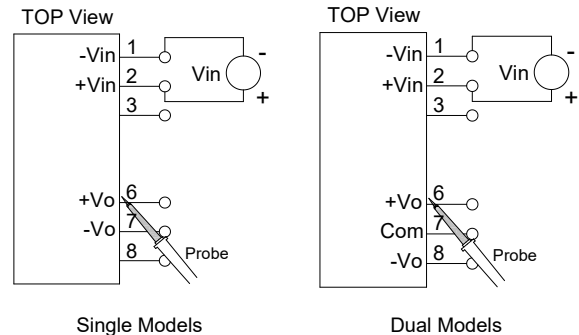 TOP View
-Vin 1
+Vin 2
3
Vin
-
+
+Vo 6
-Vo 7
8
Probe
Single Models
TOP View
-Vin 1
+Vin 2
3
Vin
-
+
+Vo 6
Com 7
-Vo 8
Probe
Dual Models